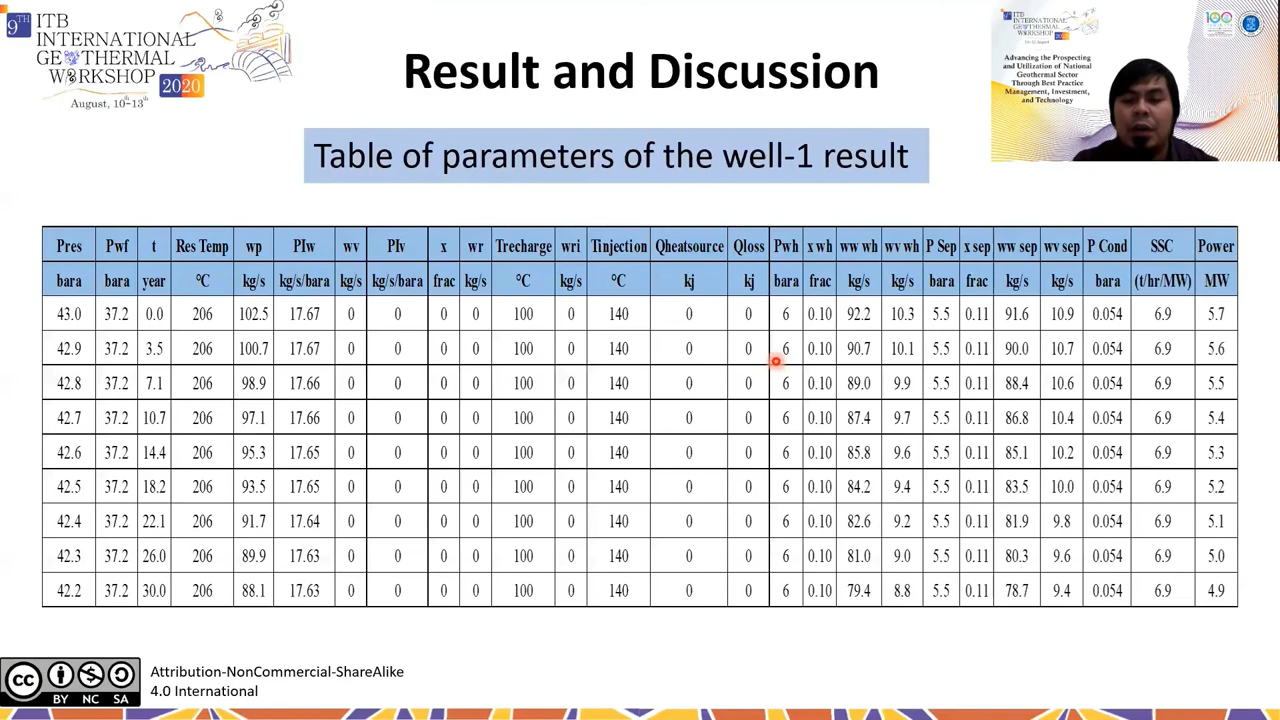 9TH ITB
INTERNATIONAL
GEOTHERMAL
WORKSHOP
2020
August, 10th-13th
Result and Discussion
Advancing the Prospecting
and Utilization of National
Geothermal Sector
Through Best Practice
Management, Investment,
and Technology
Table of parameters of the well-1 result
Pres Pwf t Res Temp wp PIw wv PIv x wr Trecharge wri Tinjection Qheatsource Qloss Pwh x wh ww wh wv wh P Sep x sep ww sep wv sep P Cond SSC Power
bara bara year °C kg/s kg/s/bara kg/s kg/s/bara frac kg/s °C kg/s °C kj kj bara frac kg/s kg/s bara frac kg/s kg/s bara (t/hr/MW) MW
43.0 37.2 0.0 206 102.5 17.67 0 0 0 0 100 0 140 0 0 6 0.10 92.2 10.3 5.5 0.11 91.6 10.9 0.054 6.9 5.7
42.9 37.2 3.5 206 100.7 17.67 0 0 0 0 100 0 140 0 0 6 0.10 90.7 10.1 5.5 0.11 90.0 10.7 0.054 6.9 5.6
42.8 37.2 7.1 206 98.9 17.66 0 0 0 0 100 0 140 0 0 6 0.10 89.0 9.9 5.5 0.11 88.4 10.6 0.054 6.9 5.5
42.7 37.2 10.7 206 97.1 17.66 0 0 0 0 100 0 140 0 0 6 0.10 87.4 9.7 5.5 0.11 86.8 10.4 0.054 6.9 5.4
42.6 37.2 14.4 206 95.3 17.65 0 0 0 0 100 0 140 0 0 6 0.10 85.8 9.6 5.5 0.11 85.1 10.2 0.054 6.9 5.3
42.5 37.2 18.2 206 93.5 17.65 0 0 0 0 100 0 140 0 0 6 0.10 84.2 9.4 5.5 0.11 83.5 10.0 0.054 6.9 5.2
42.4 37.2 22.1 206 91.7 17.64 0 0 0 0 100 0 140 0 0 6 0.10 82.6 9.2 5.5 0.11 81.9 9.8 0.054 6.9 5.1
42.3 37.2 26.0 206 89.9 17.63 0 0 0 0 100 0 140 0 0 6 0.10 81.0 9.0 5.5 0.11 80.3 9.6 0.054 6.9 5.0
42.2 37.2 30.0 206 88.1 17.63 0 0 0 0 100 0 140 0 0 6 0.10 79.4 8.8 5.5 0.11 78.7 9.4 0.054 6.9 4.9
cc BY NC SA
Attribution-NonCommercial-ShareAlike
4.0 International